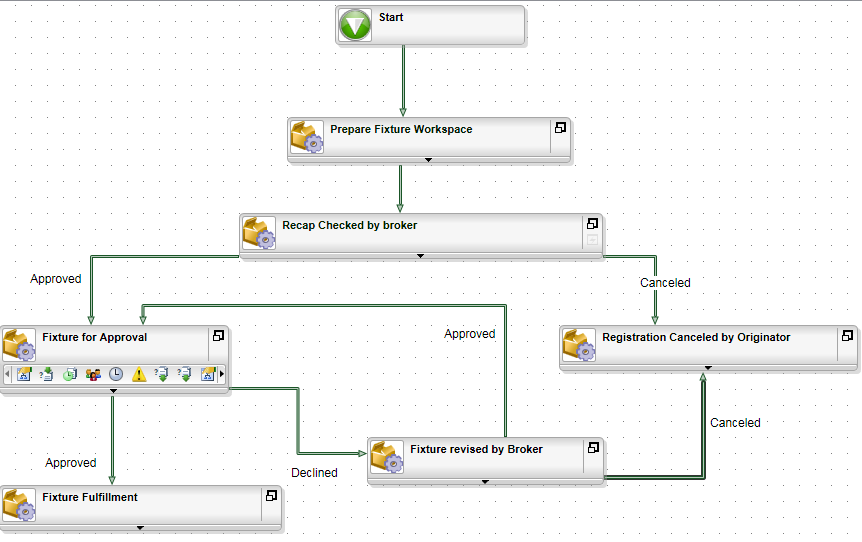 Start
Prepare Fixture Workspace
Recap Checked by broker
Approved
Canceled
Fixture for Approval
Approved
Registration Canceled by Originator
Canceled
Fixture revised by Broker
Approved
Declined
Fixture Fulfillment